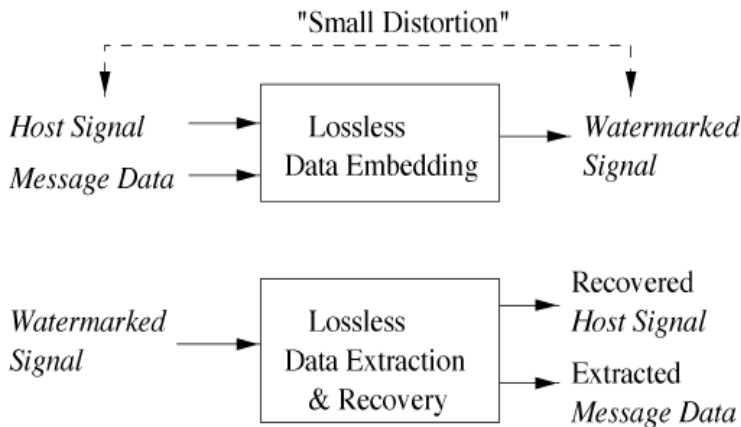 "Small Distortion"
Host Signal
Message Data
Lossless
Data Embedding
Watermarked
Signal
Watermarked
Signal
Lossless
Data Extraction
& Recovery
Recovered
Host Signal
Extracted
Message Data